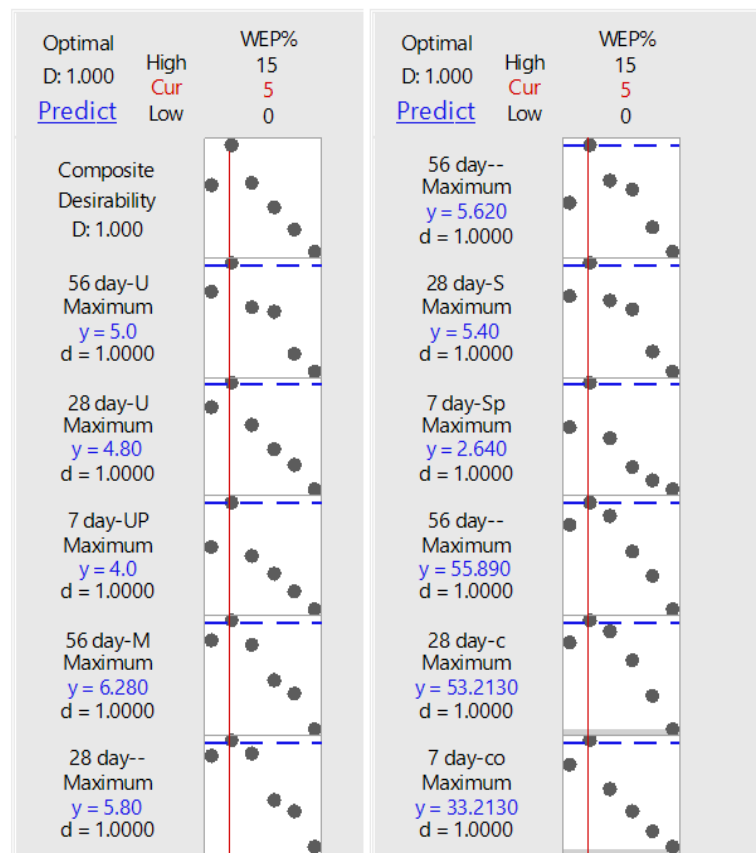 Optimal
D: 1.000
Predict
High
Cur
Low
WEP%
15
5
0
Composite
Desirability
D: 1.000
56 day-U
Maximum
y = 5.0
d = 1.0000
28 day-U
Maximum
y = 4.80
d = 1.0000
7 day-UP
Maximum
y = 4.0
d = 1.0000
56 day-M
Maximum
y = 6.280
d = 1.0000
28 day--
Maximum
y = 5.80
d = 1.0000
Optimal
D: 1.000
Predict
High
Cur
Low
WEP%
15
5
0
56 day--
Maximum
y = 5.620
d = 1.0000
28 day-S
Maximum
y = 5.40
d = 1.0000
7 day-Sp
Maximum
y = 2.640
d = 1.0000
56 day--
Maximum
y = 55.890
d = 1.0000
28 day-c
Maximum
y = 53.2130
d = 1.0000
7 day-co
Maximum
y = 33.2130
d = 1.0000